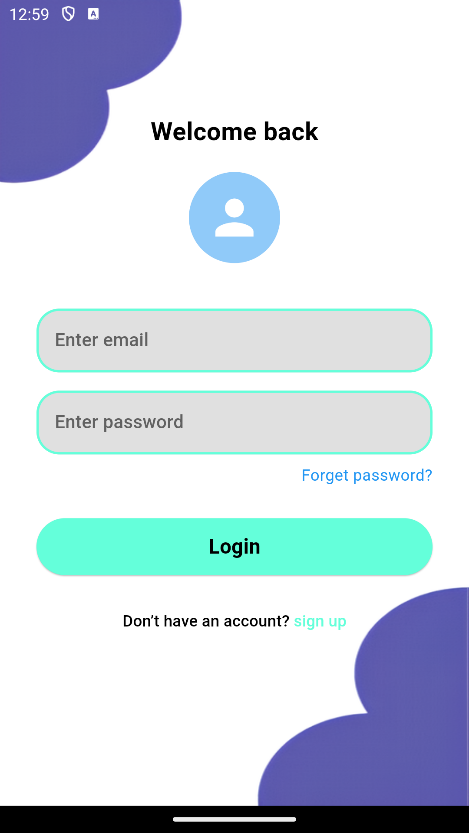 12:59
Welcome back
Enter email
Enter password
Forget password?
Login
Don’t have an account? sign up